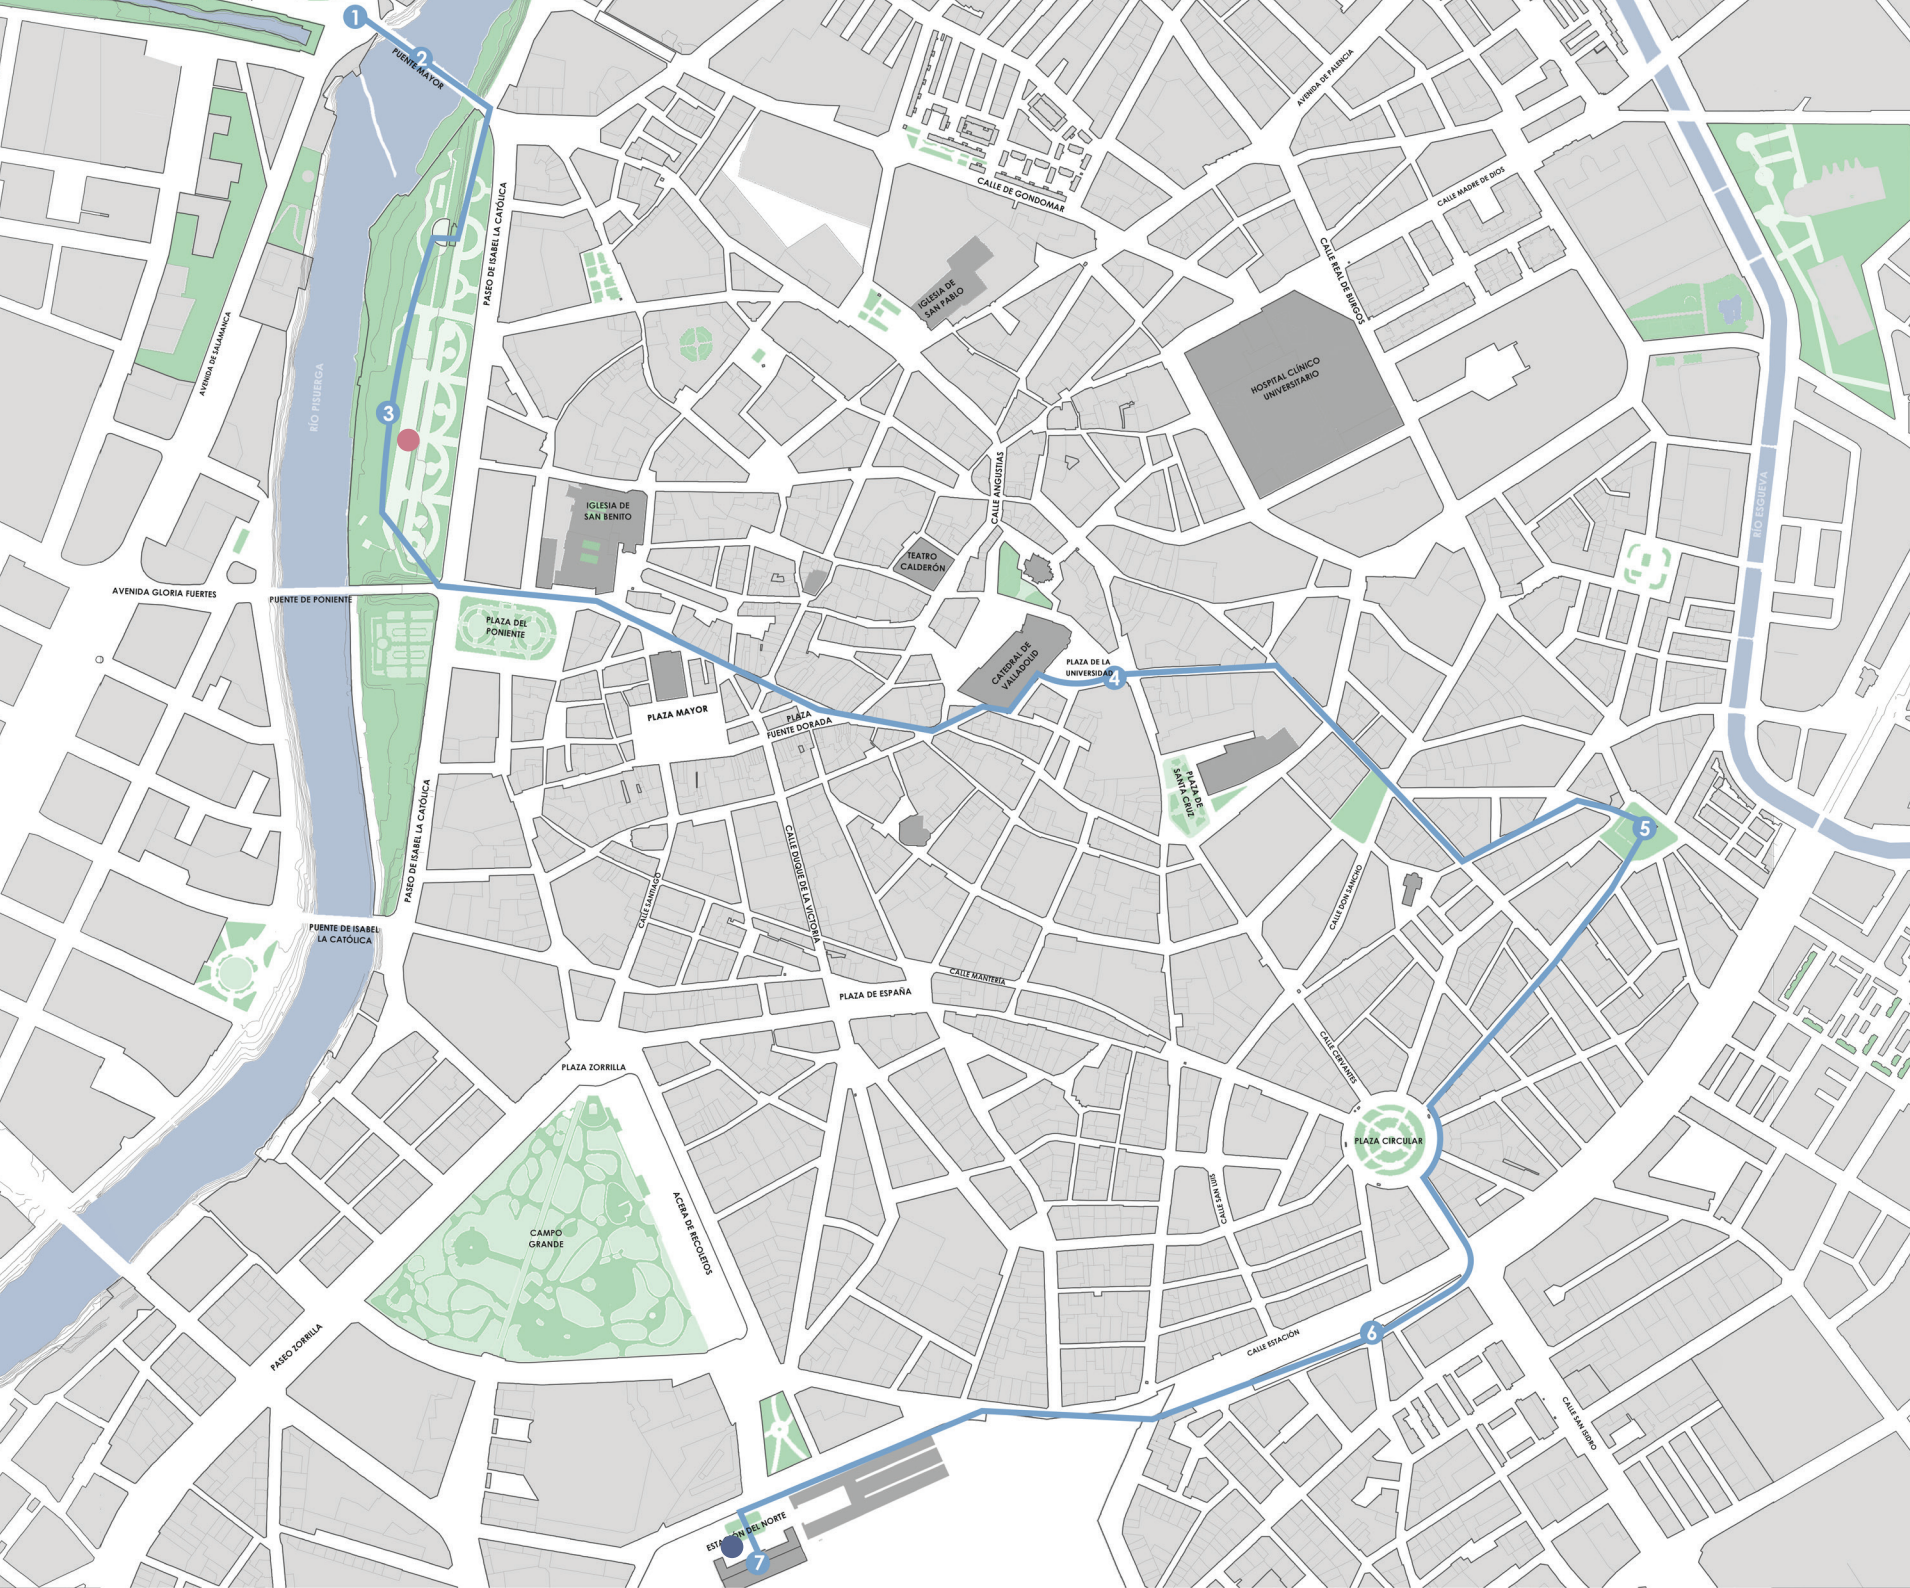 1
2
PUENTE MAYOR
AVENIDA DE PALENCIA
CALLE DE GONDOMAR
CALLE MADRE DE DIOS
PASEO DE ISABEL LA CATÓLICA
IGLESIA DE
SAN PABLO
CALLE REAL DE BURGOS
AVENIDA DE SALAMANCA
RÍO PISUERGA
HOSPITAL CLÍNICO
UNIVERSITARIO
3
CALLE ANGUSTIAS
IGLESIA DE
SAN BENITO
RÍO ESGUEVA
TEATRO
CALDERÓN
AVENIDA GLORIA FUERTES
PUENTE DE PONIENTE
PLAZA DEL
PONIENTE
CATEDRAL DE
VALLADOLID
PLAZA DE LA
UNIVERSIDAD
4
PLAZA MAYOR
PLAZA
FUENTE DORADA
PLAZA DE
SANTA CRUZ
PASEO DE ISABEL LA CATÓLICA
5
CALLE DUQUE DE LA VICTORIA
CALLE SANTIAGO
CALLE DON SANCHO
PUENTE DE ISABEL
LA CATÓLICA
CALLE MANTERÍA
PLAZA DE ESPAÑA
CALLE CERVANTES
PLAZA ZORRILLA
PLAZA CIRCULAR
CALLE SAN LUIS
ACERA DE RECOLETOS
CAMPO
GRANDE
PASEO ZORRILLA
6
CALLE ESTACIÓN
CALLE SAN ISIDRO
ESTACIÓN DEL NORTE
7